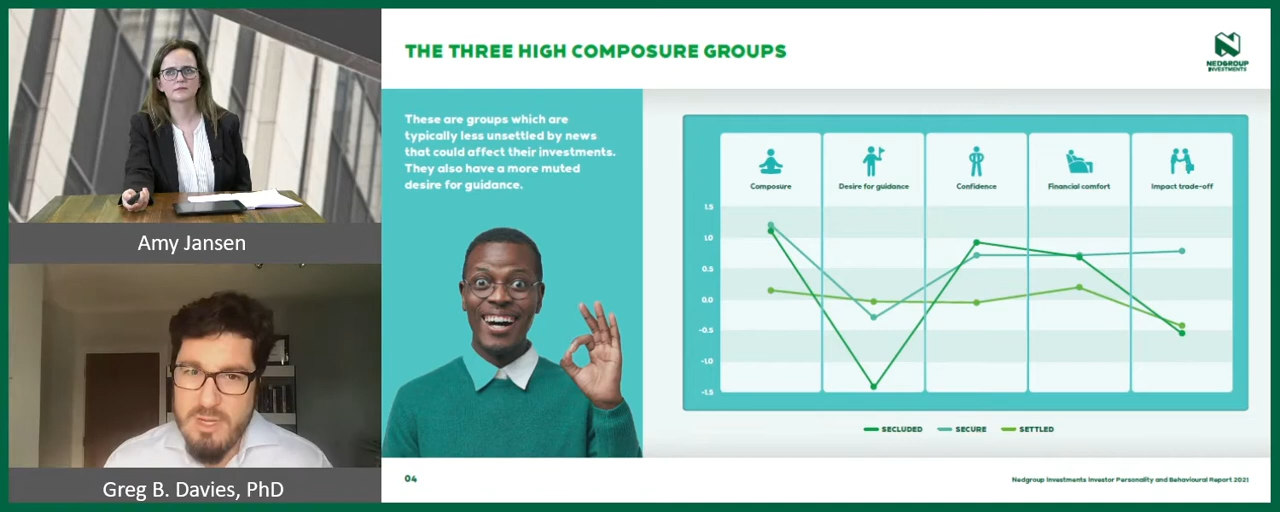 Amy Jansen
Greg B. Davies, PhD
THE THREE HIGH COMPOSURE GROUPS
NEDGROUP
INVESTMENTS
These are groups which are
typically less unsettled by news
that could affect their investments.
They also have a more muted
desire for guidance.
Composure
Desire for guidance
Confidence
Financial comfort
Impact trade-off
1.5
1.0
0.5
0.0
-0.5
-1.0
-1.5
SECLUDED
SECURE
SETTLED
04
Nedgroup Investments Investor Personality and Behavioural Report 2021